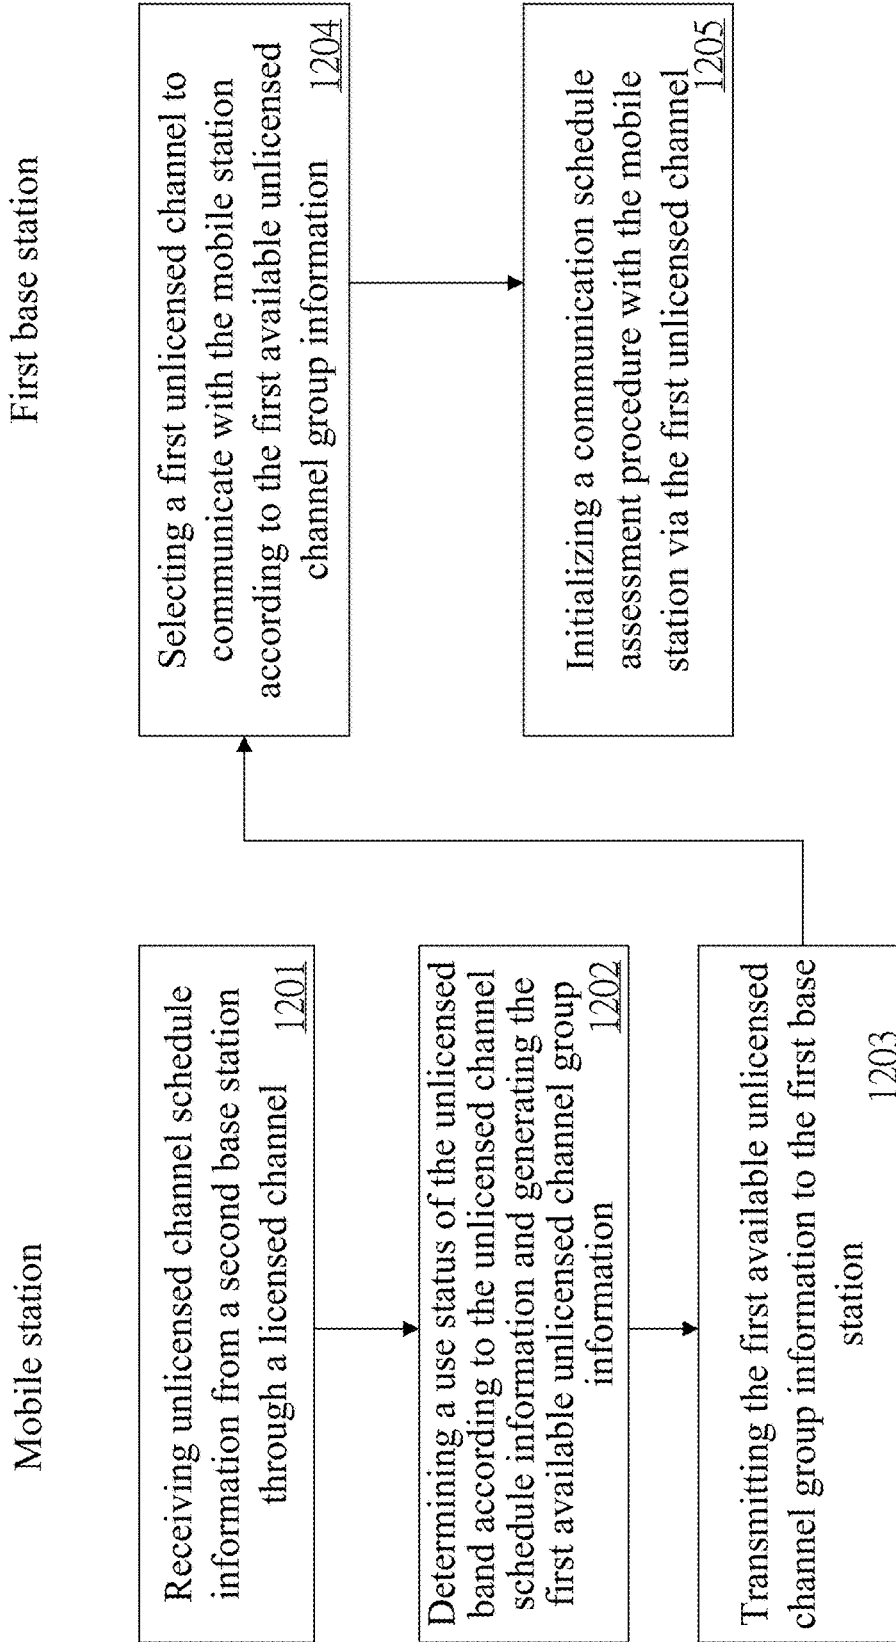 Mobile station
Receiving unlicensed channel schedule
information from a second base station
through a licensed channel
1201
Determining a use status of the unlicensed
band according to the unlicensed channel
schedule information and generating the
first available unlicensed channel group
information
1202
Transmitting the first available unlicensed
channel group information to the first base
station
1203
First base station
Selecting a first unlicensed channel to
communicate with the mobile station
according to the first available unlicensed
channel group information
1204
Initializing a communication schedule
assessment procedure with the mobile
station via the first unlicensed channel
1205